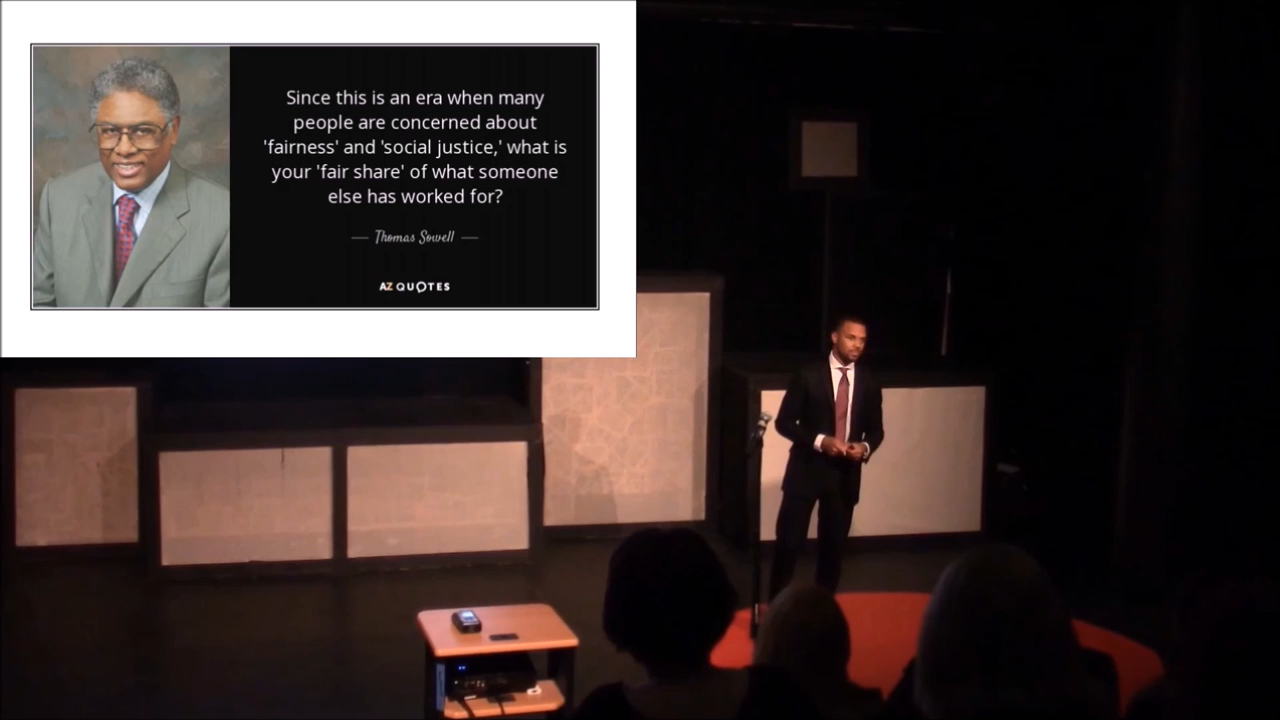 Since this is an era when many
people are concerned about
'fairness' and 'social justice,' what is
your 'fair share' of what someone
else has worked for?
— Thomas Sowell —
AZ QUOTES